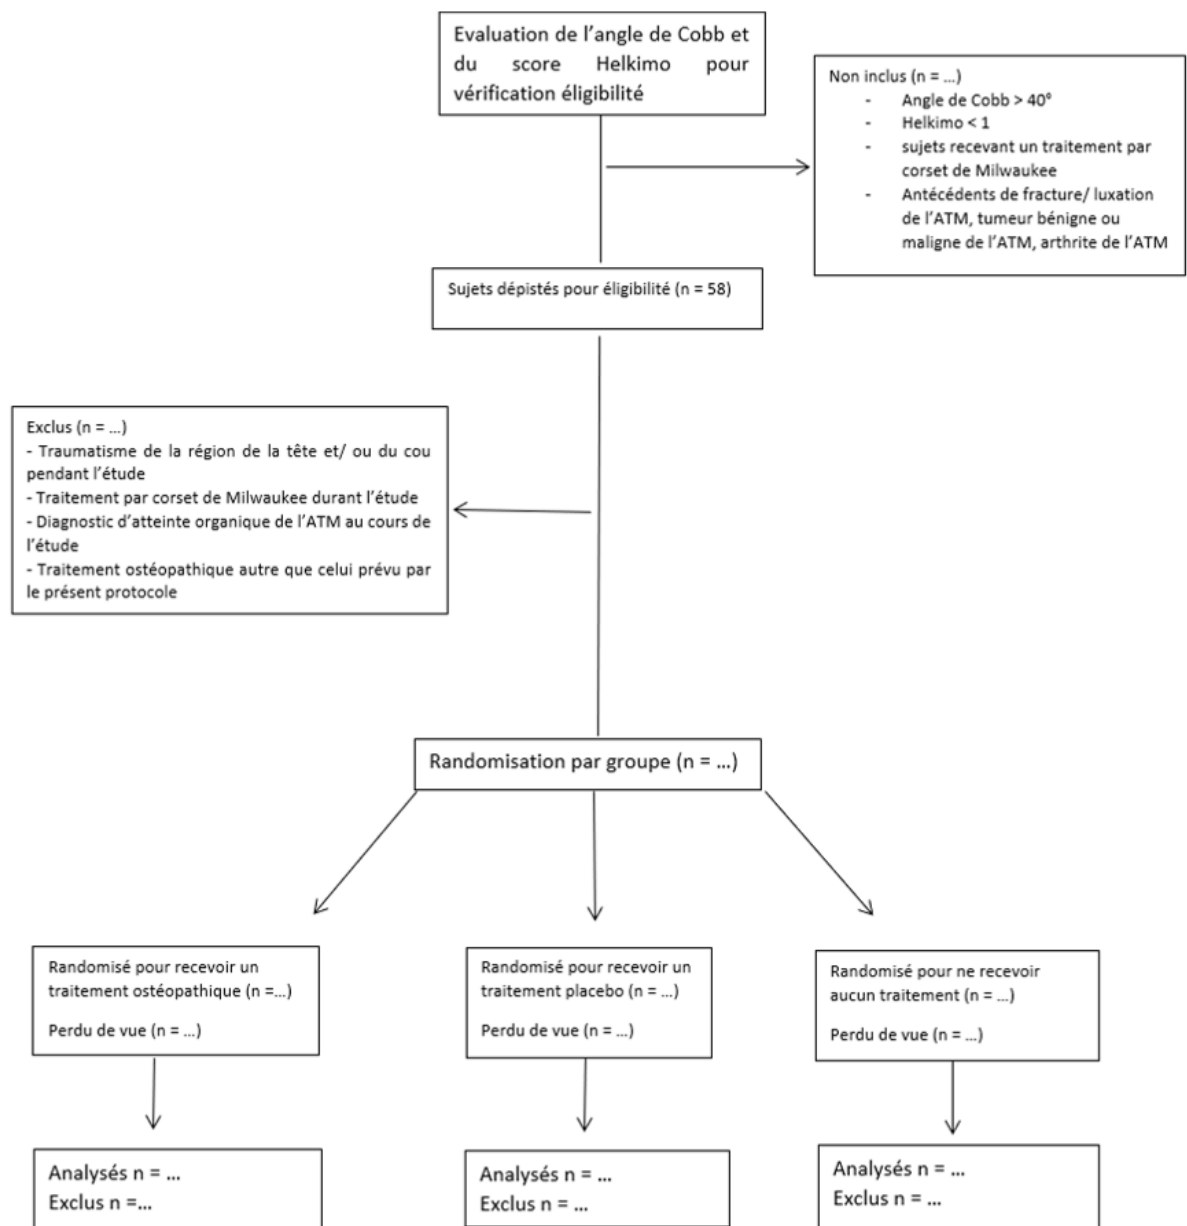 Evaluation de l'angle de Cobb et
du score Helkimo pour
vérification éligibilité
Non inclus (n = ...)
- Angle de Cobb > 40°
- Helkimo < 1
- sujets recevant un traitement par
corset de Milwaukee
- Antécédents de fracture/ luxation
de l'ATM, tumeur bénigne ou
maligne de l'ATM, arthrite de l'ATM
Sujets dépistés pour éligibilité (n = 58)
Exclus (n = ...)
- Traumatisme de la région de la tête et/ ou du cou
pendant l'étude
- Traitement par corset de Milwaukee durant l'étude
- Diagnostic d'atteinte organique de l'ATM au cours de
l'étude
- Traitement ostéopathique autre que celui prévu par
le présent protocole
Randomisation par groupe (n = ...)
Randomisé pour recevoir un
traitement ostéopathique (n =...)
Perdu de vue (n = ...)
Randomisé pour recevoir un
traitement placebo (n = ...)
Perdu de vue (n = ...)
Randomisé pour ne recevoir
aucun traitement (n = ...)
Perdu de vue (n = ...)
Analysés n = ...
Exclus n =...
Analysés n = ...
Exclus n = ...
Analysés n = ...
Exclus n = ...